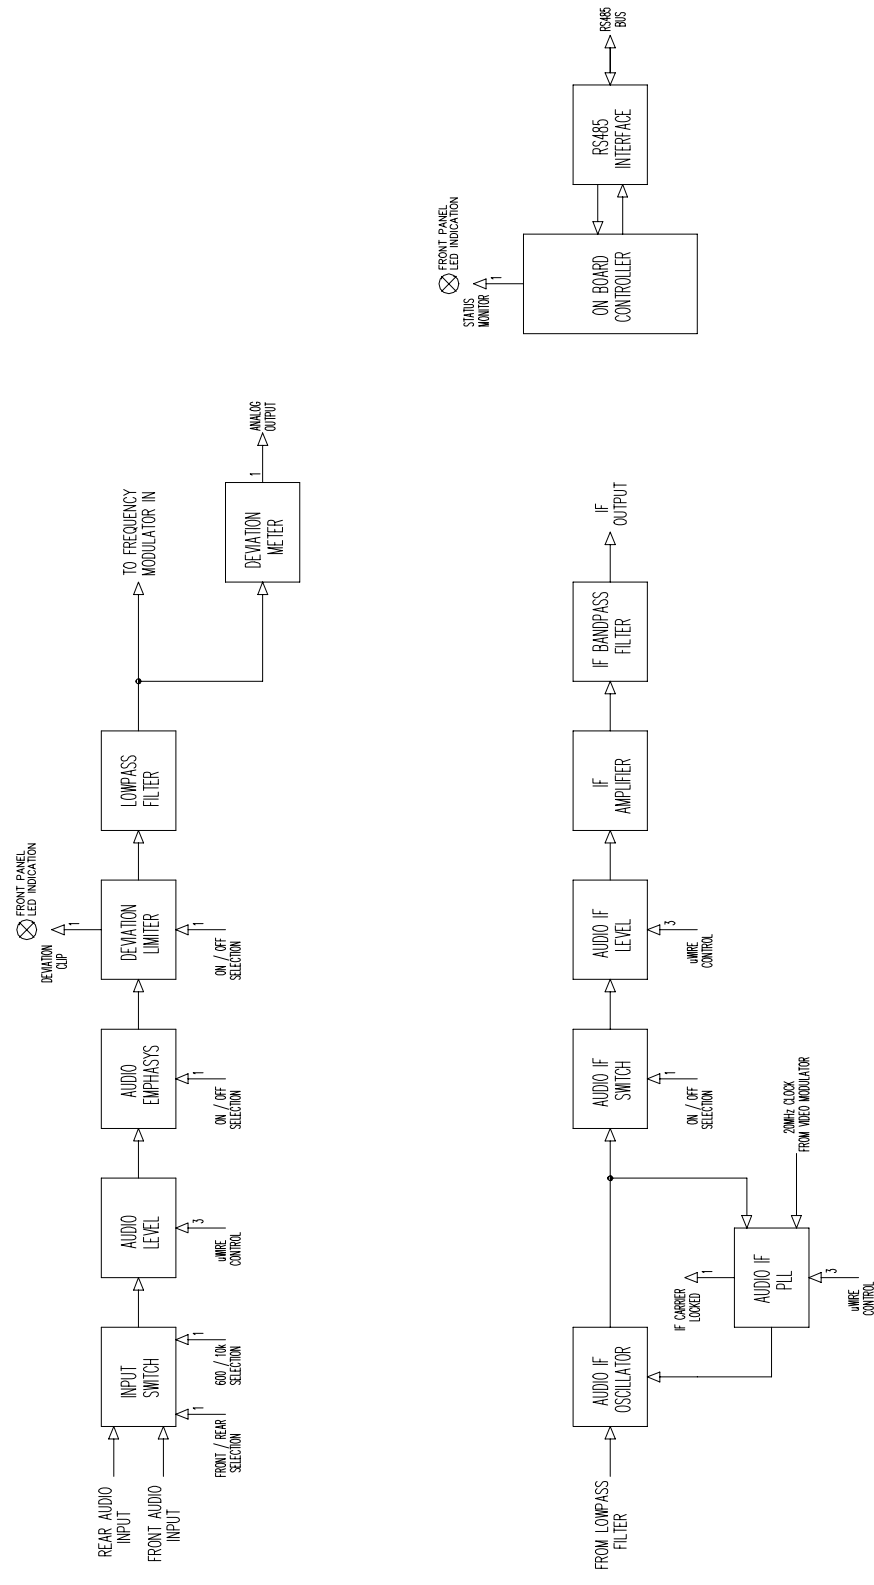 REAR AUDIO
INPUT
FRONT AUDIO
INPUT
INPUT
SWITCH
1
FRONT / REAR
SELECTION
1
600 / 10k
SELECTION
AUDIO
LEVEL
3
uWIRE
CONTROL
AUDIO
EMPHASYS
1
ON / OFF
SELECTION
DEVIATION
LIMITER
1
ON / OFF
SELECTION
1
DEVIATION
CLIP
FRONT PANEL
LED INDICATION
LOWPASS
FILTER
TO FREQUENCY
MODULATOR IN
DEVIATION
METER
1
ANALOG
OUTPUT
FROM LOWPASS
FILTER
AUDIO IF
OSCILLATOR
AUDIO IF
PLL
1
IF CARRIER
LOCKED
3
uWIRE
CONTROL
20MHz CLOCK
FROM VIDEO MODULATOR
AUDIO IF
SWITCH
1
ON / OFF
SELECTION
AUDIO IF
LEVEL
3
uWIRE
CONTROL
IF
AMPLIFIER
IF BANDPASS
FILTER
IF
OUTPUT
ON BOARD
CONTROLLER
1
STATUS
MONITOR
FRONT PANEL
LED INDICATION
RS485
INTERFACE
RS485
BUS